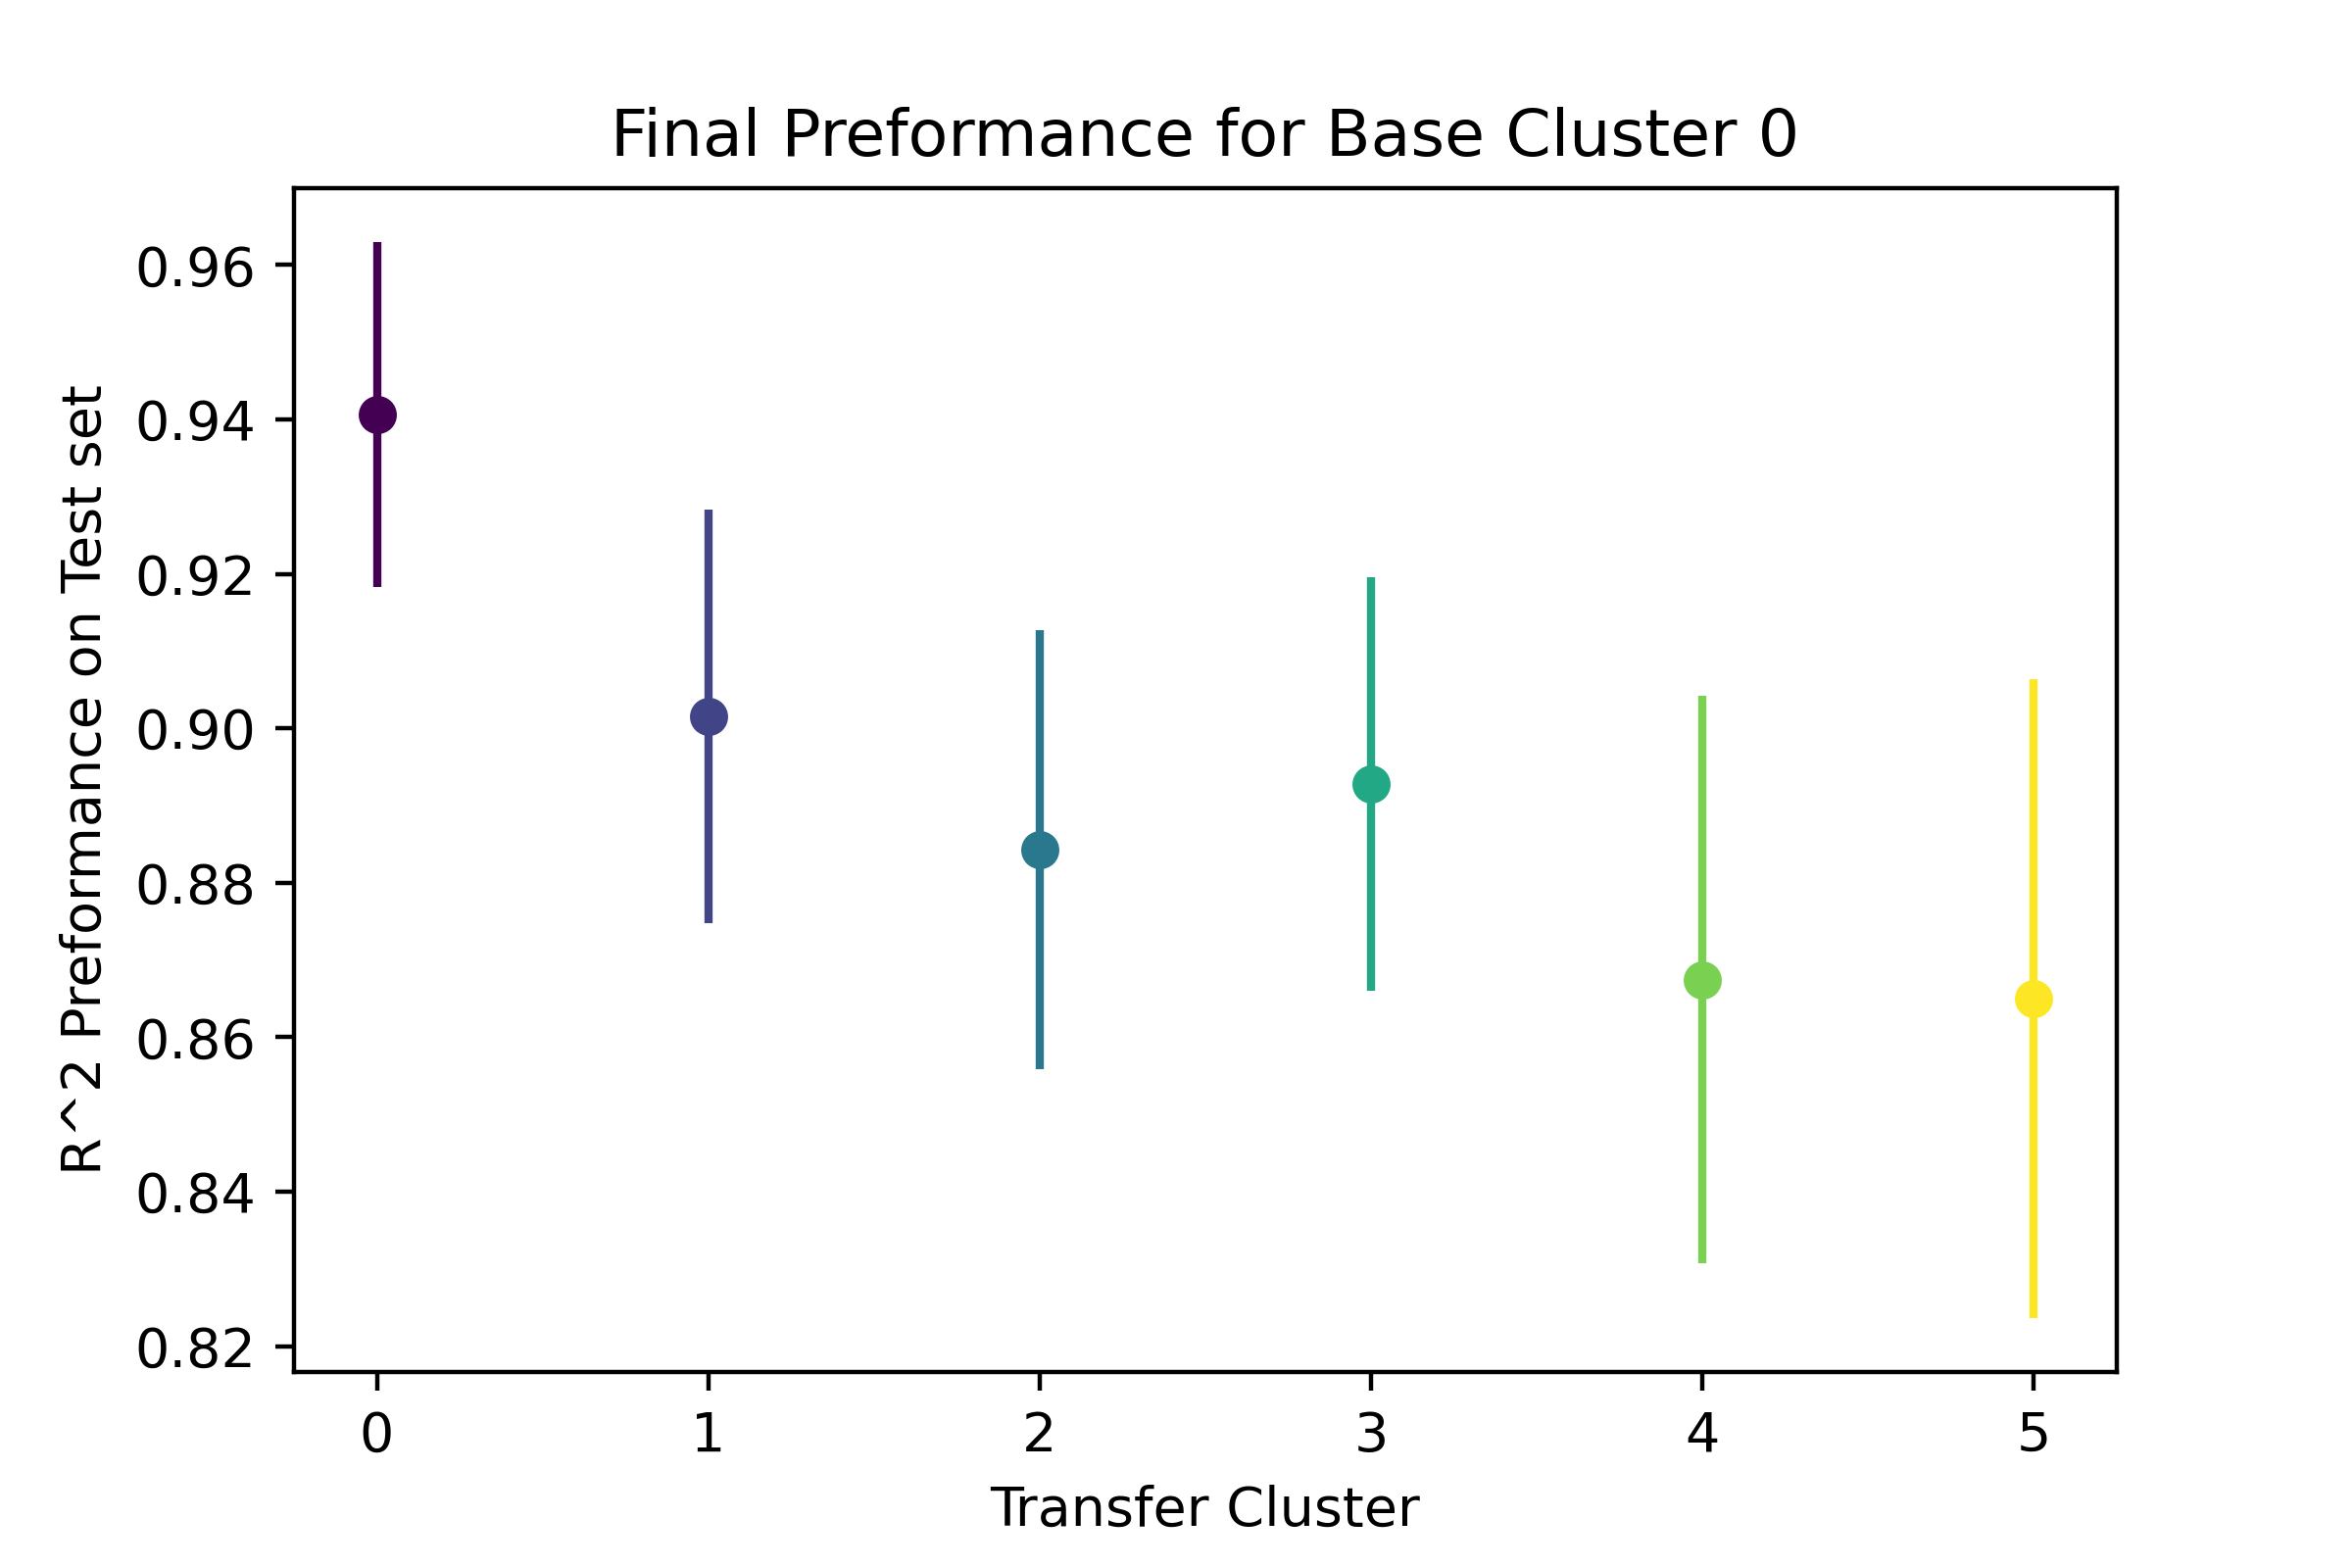 Final Preformance for Base Cluster 0
R^2 Preformance on Test set
0.96
0.94
0.92
0.90
0.88
0.86
0.84
0.82
0 1 2 3 4 5
Transfer Cluster